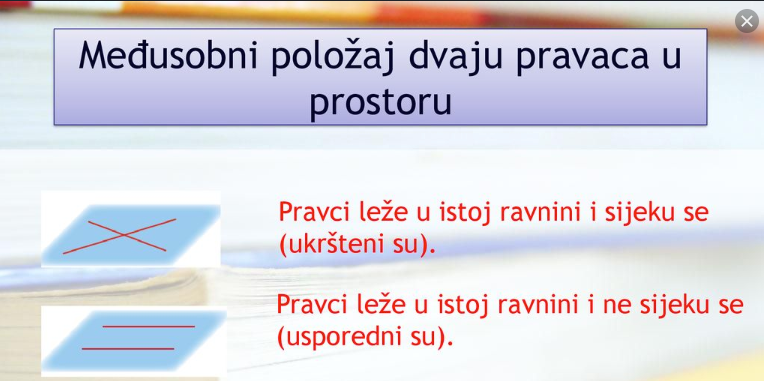 Međusobni položaj dvaju pravaca u
prostoru
Pravci leže u istoj ravnini i sijeku se
(ukršteni su).
Pravci leže u istoj ravnini i ne sijeku se
(usporedni su).